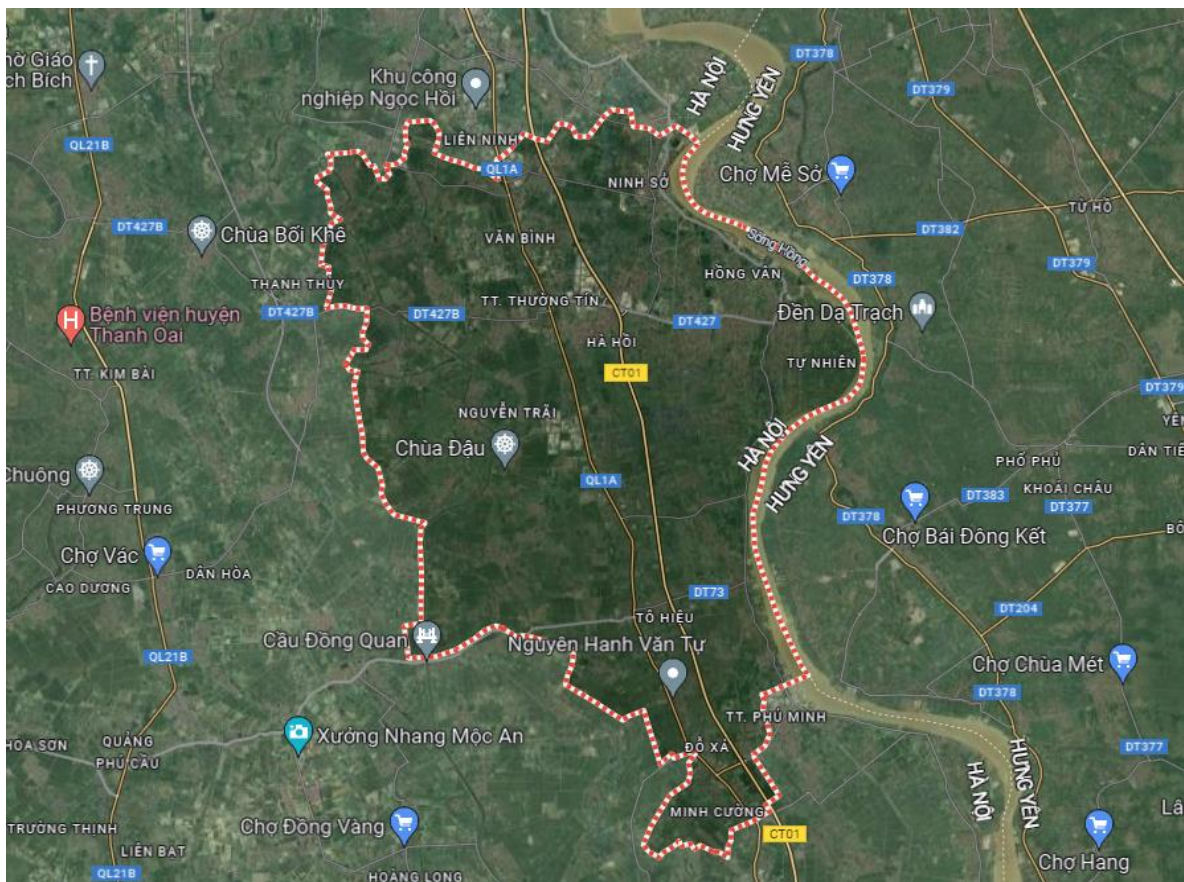 DT378
HÀ NỘI
HƯNG YÊN
DT379
Khu công
nghiệp Ngọc Hồi
QL21B
LIÊN NINH
QL1A
NINH SỞ
Chợ Mễ Sở
TỪ HỒ
DT427B
Chùa Bối Khê
VĂN BÌNH
Sông Hồng
DT382
DT379
HỒNG VÂN
DT378
THANH THÙY
TT. THƯỜNG TÍN
DT427B
DT427B
DT427
Đền Dạ Trạch
Bệnh viện huyện
Thanh Oai
HÀ HỒI
TỰ NHIÊN
TT. KIM BÀI
CT01
DT379
NGUYỄN TRÃI
Chùa Đậu
HÀ NỘI
HƯNG YÊN
PHỐ PHỦ
Chuông
QL1A
KHOÁI CHÂU
DT383
DT377
PHƯƠNG TRUNG
DT378
Chợ Bái Đông Kết
Chợ Vác
DÂN HÒA
CAO DƯƠNG
DT73
DT204
TÔ HIỆU
Cầu Đồng Quan
Nguyên Hanh Văn Tự
QL21B
Chợ Chùa Mét
DT378
TT. PHÚ MINH
Xưởng Nhang Mộc An
QUẢNG
PHÚ CẦU
ĐỖ XÁ
DT377
HÀ NỘI
HƯNG YÊN
MINH CƯỜNG
TRƯỜNG THỊNH
Chợ Đồng Vàng
CT01
LIÊN BẠT
Chợ Hang
QL21B
HOÀNG LONG